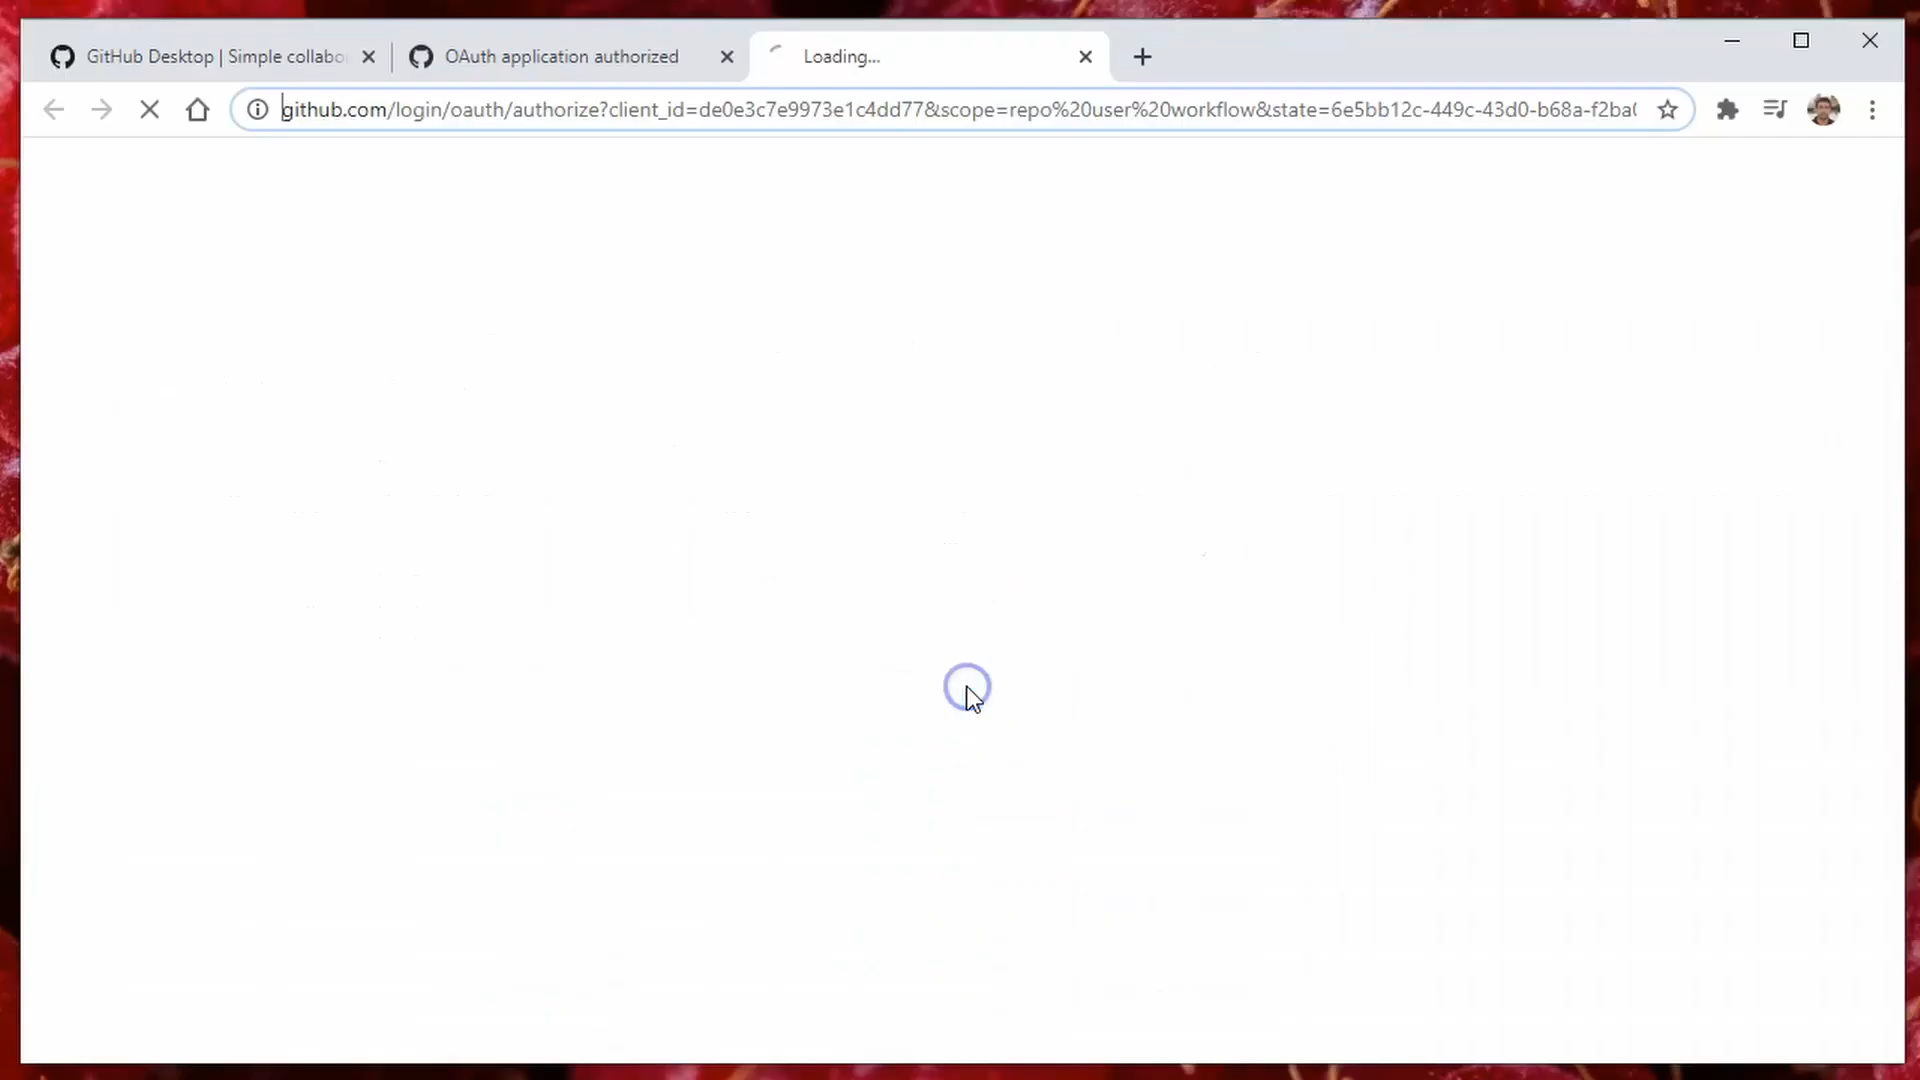 GitHub Desktop | Simple collabo
OAuth application authorized
Loading...
github.com/login/oauth/authorize?client_id=de0e3c7e9973e1c4dd77&scope=repo%20user%20workflow&state=6e5bb12c-449c-43d0-b68a-f2ba(